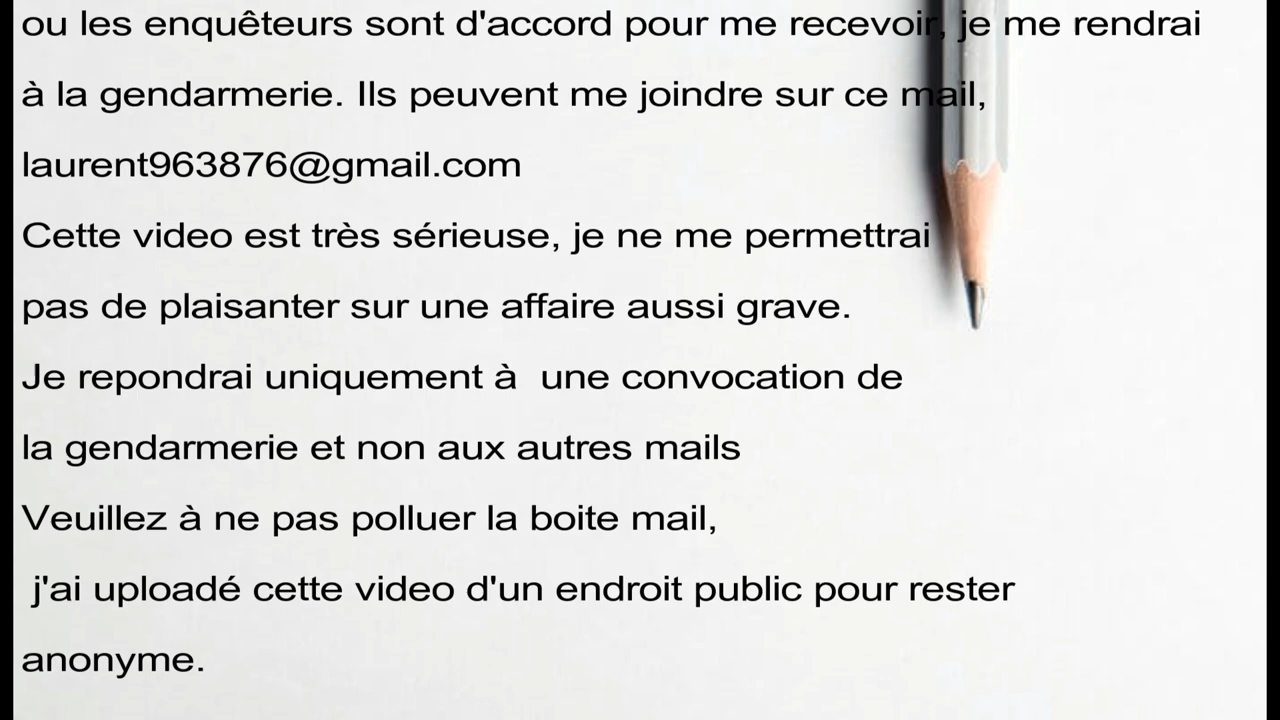 ou les enquêteurs sont d'accord pour me recevoir, je me rendrai
à la gendarmerie. Ils peuvent me joindre sur ce mail,
laurent963876@gmail.com
Cette video est très sérieuse, je ne me permettrai
pas de plaisanter sur une affaire aussi grave.
Je repondrai uniquement à  une convocation de
la gendarmerie et non aux autres mails
Veuillez à ne pas polluer la boite mail,
j'ai uploadé cette video d'un endroit public pour rester
anonyme.